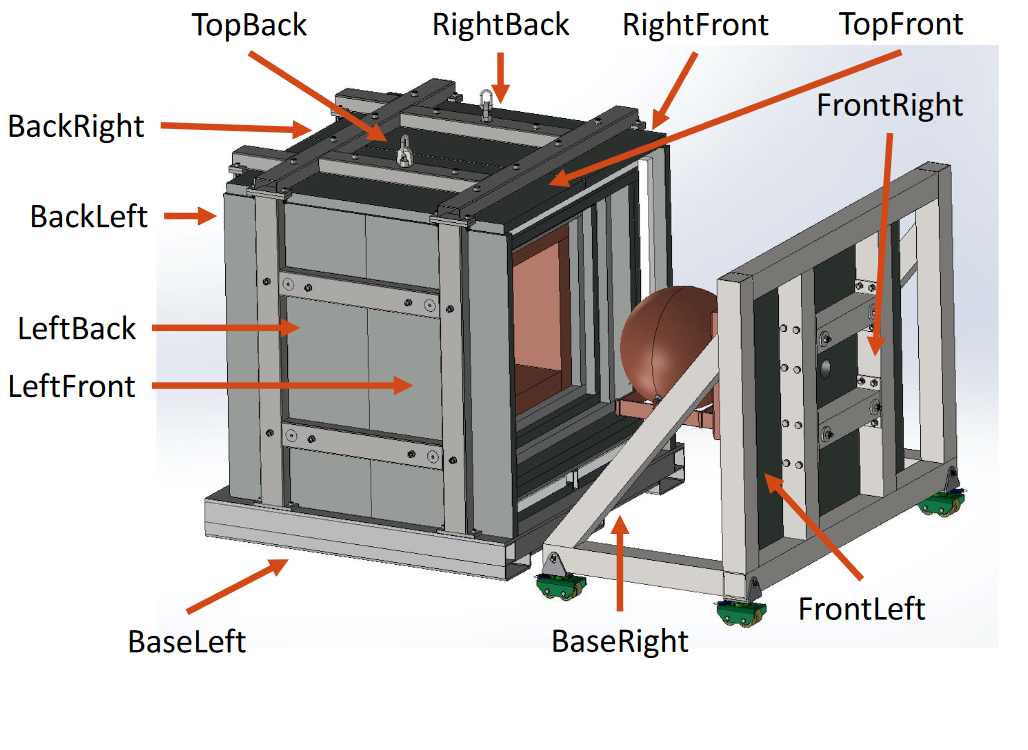 TopBack
RightBack
RightFront
TopFront
FrontRight
BackRight
BackLeft
LeftBack
LeftFront
FrontLeft
BaseLeft
BaseRight